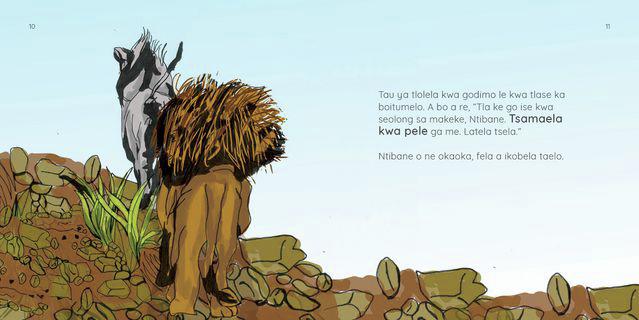 10
11
Tau ya tlolela kwa godimo le kwa tlase ka
boitumelo. A bo a re, “Tla ke go ise kwa
seolong sa makeke, Ntibane. Tsamaela
kwa pele ga me. Latela tsela.”
Ntibane o ne okaoka, fela a ikobela taelo.